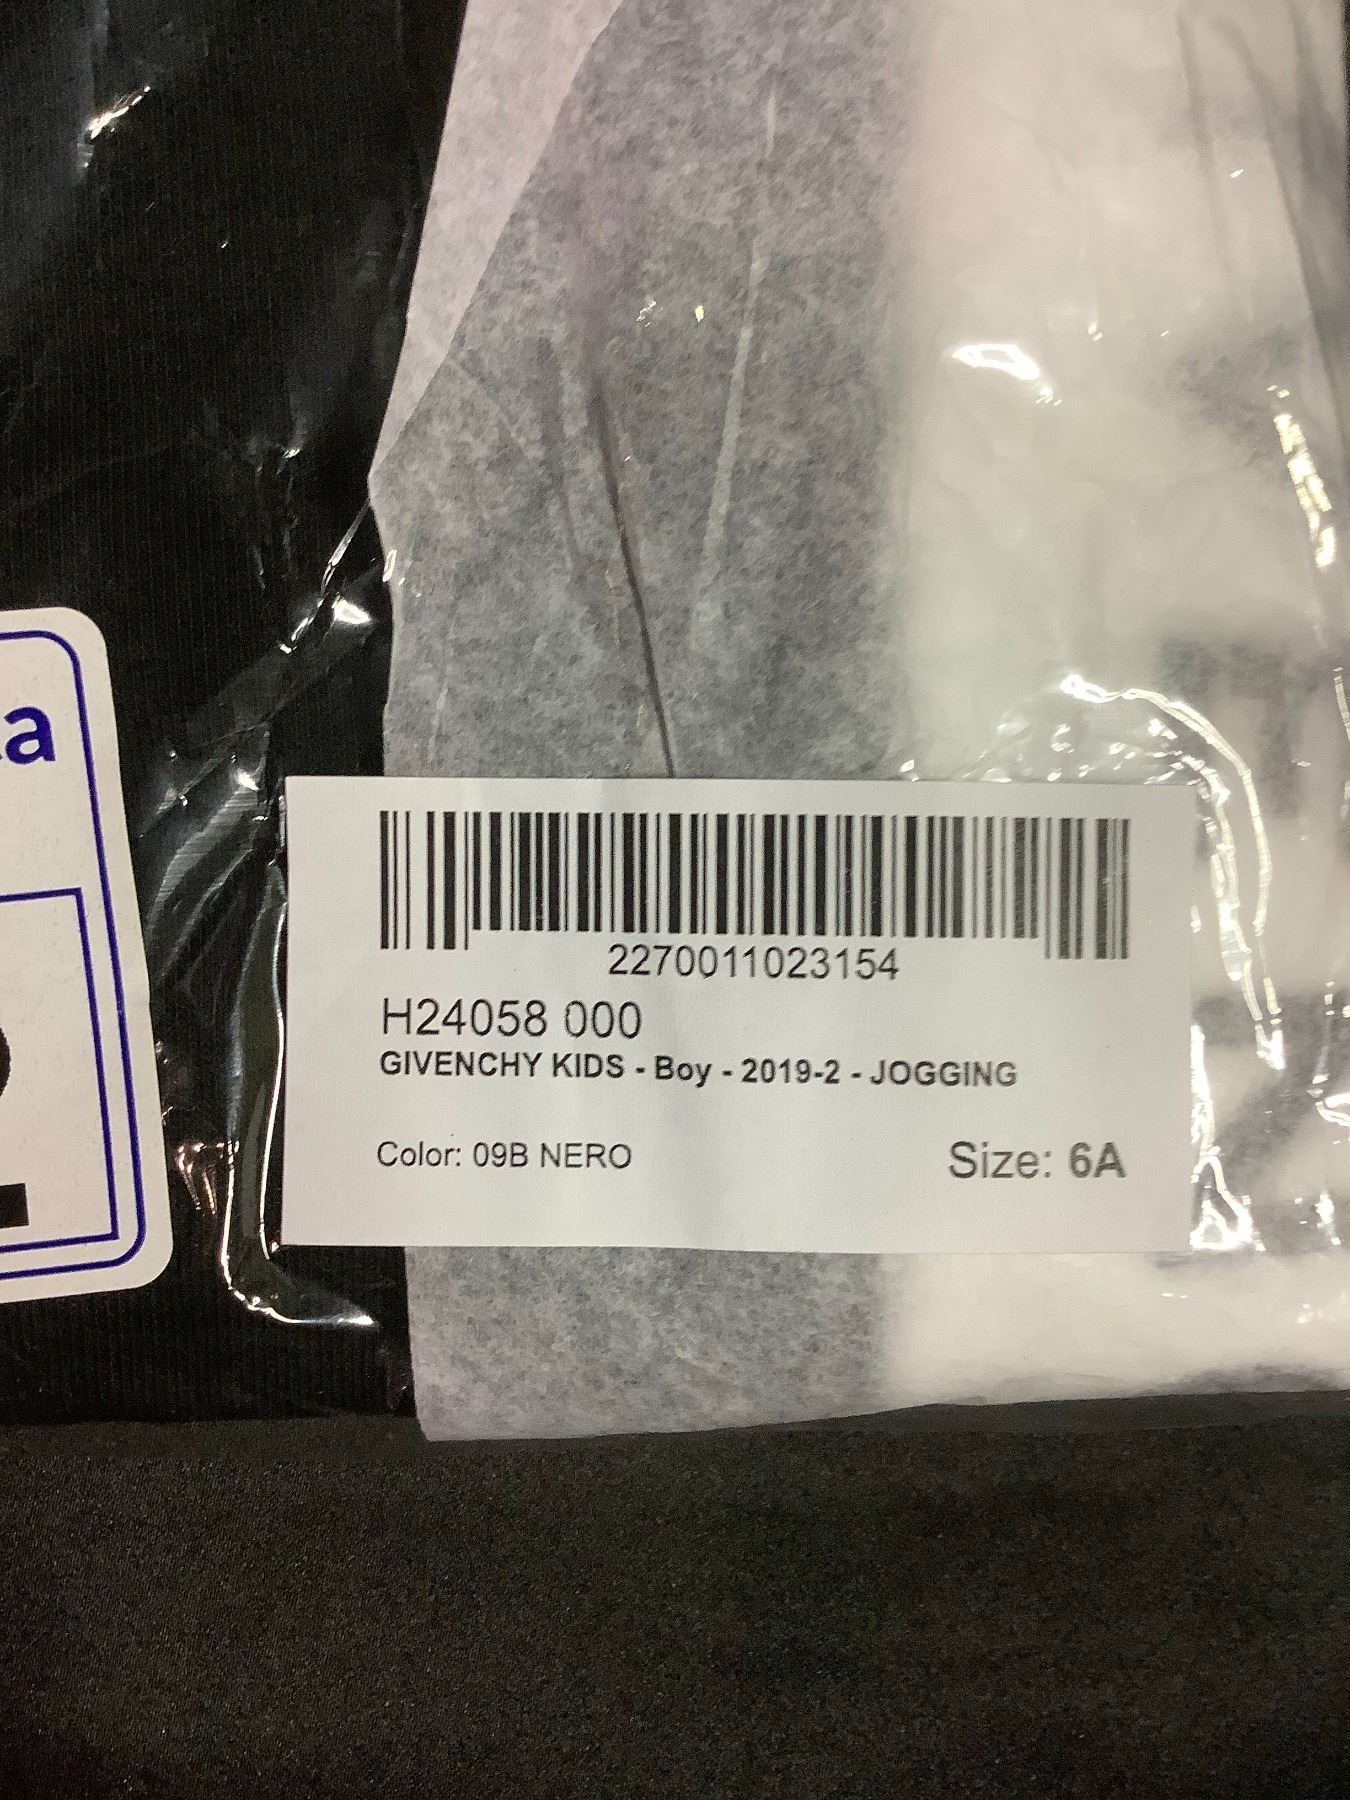 a
2270011023154
H24058 000
GIVENCHY KIDS - Boy - 2019-2 - JOGGING
Color: 09B NERO
Size: 6A